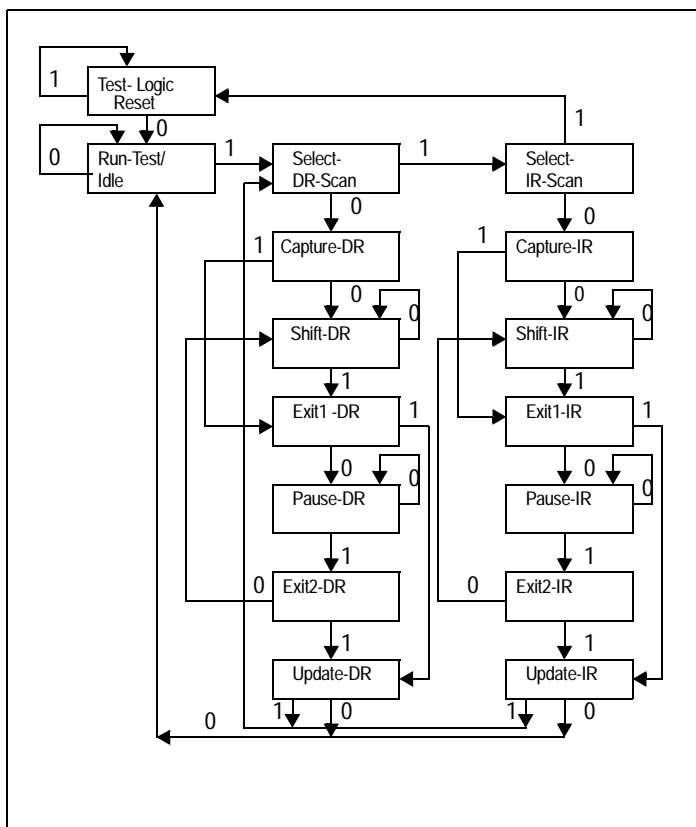 1
Test- Logic
Reset
0
1
0
Run-Test/
Idle
1
Select-
DR-Scan
1
Select-
IR-Scan
0
0
1
Capture-DR
1
Capture-IR
0
0
Shift-DR
0
Shift-IR
0
1
1
Exit1 -DR
1
Exit1-IR
1
0
0
Pause-DR
0
Pause-IR
0
1
1
0
Exit2-DR
0
Exit2-IR
1
1
Update-DR
Update-IR
0
1
0
1
0